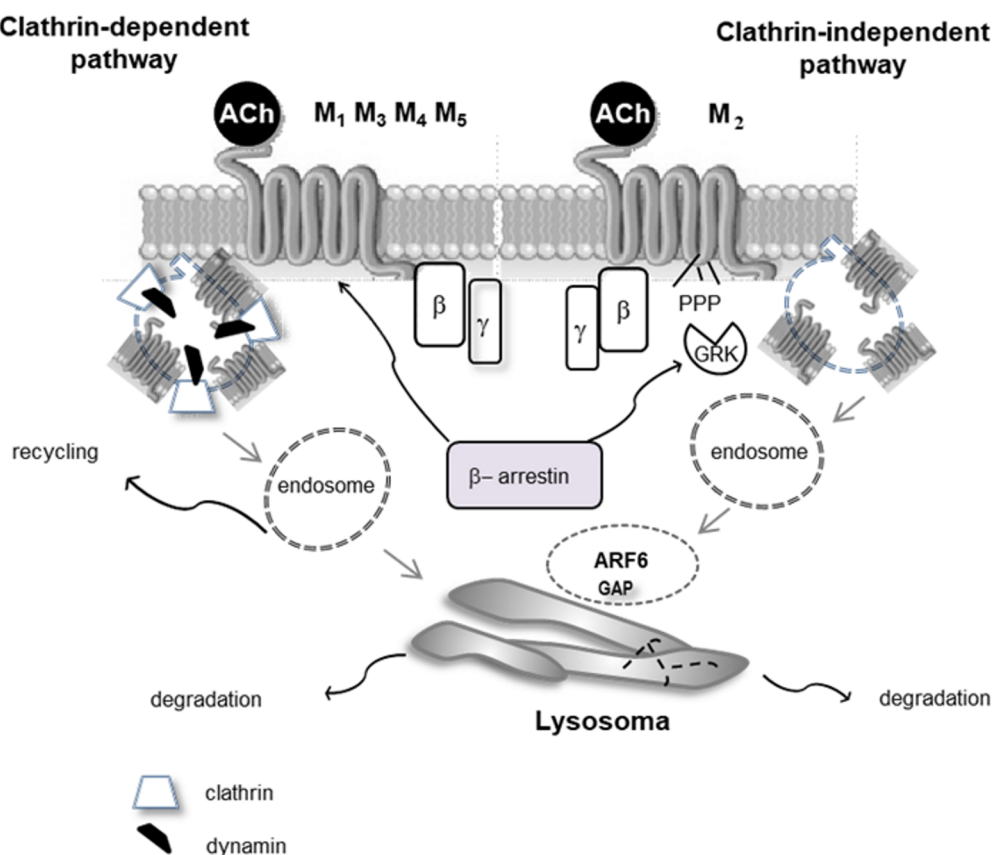 Clathrin-dependent
pathway
Clathrin-independent
pathway
ACh
M₁ M₃ M₄ M₅
ACh
M₂
β
γ
γ
β
PPP
GRK
recycling
endosome
β– arrestin
endosome
ARF6
GAP
degradation
Lysosoma
degradation
clathrin
dynamin